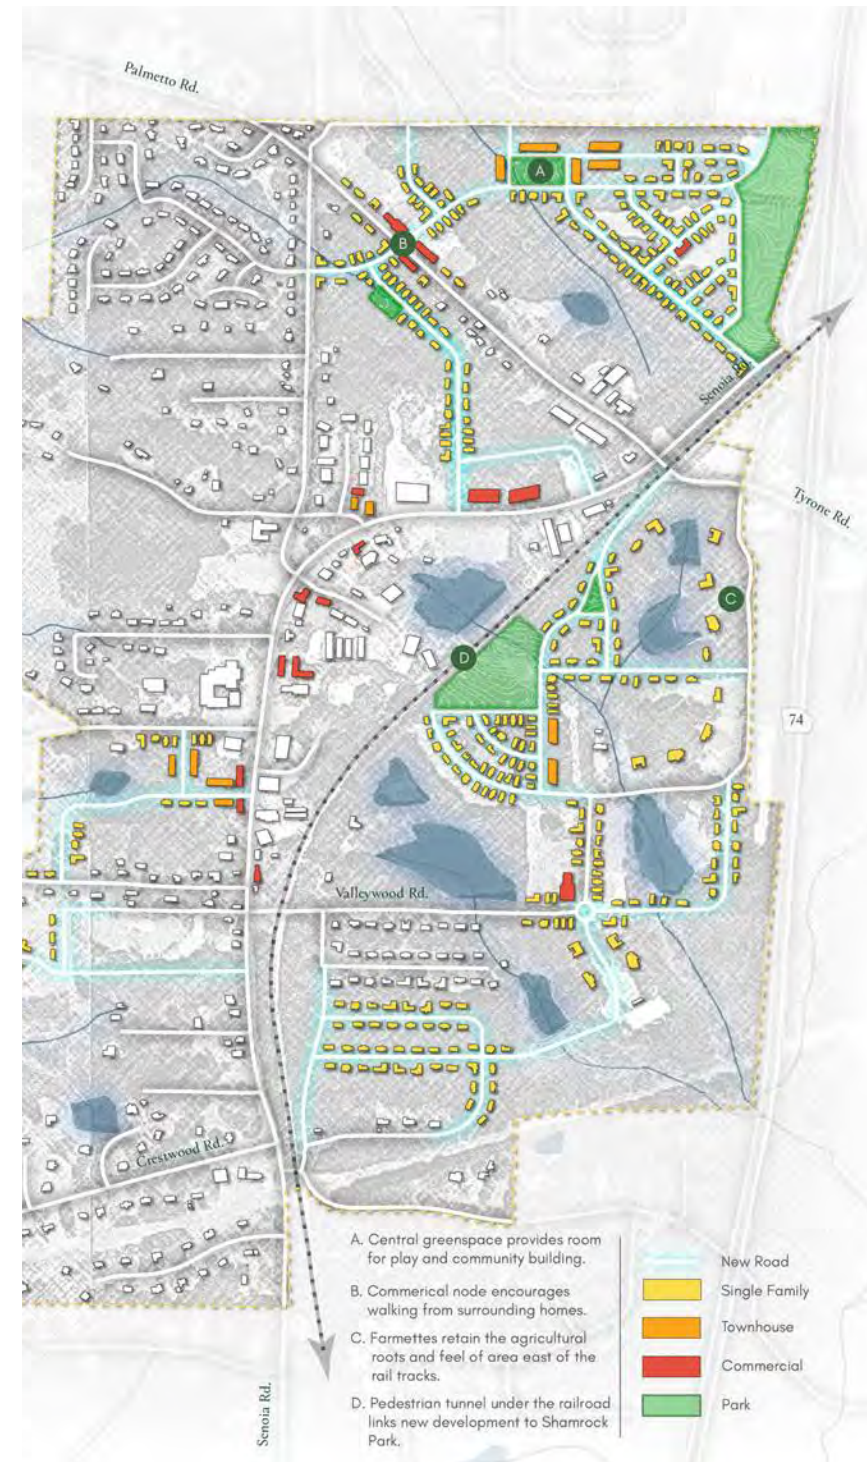 Palmetto Rd.
A
B
Senoia Rd.
Tyrone Rd.
C
D
74
Valleywood Rd.
Crestwood Rd.
Senoia Rd.
A. Central greenspace provides room
for play and community building.
B. Commerical node encourages
walking from surrounding homes.
C. Farmettes retain the agricultural
roots and feel of area east of the
rail tracks.
D. Pedestrian tunnel under the railroad
links new development to Shamrock
Park.
New Road
Single Family
Townhouse
Commercial
Park